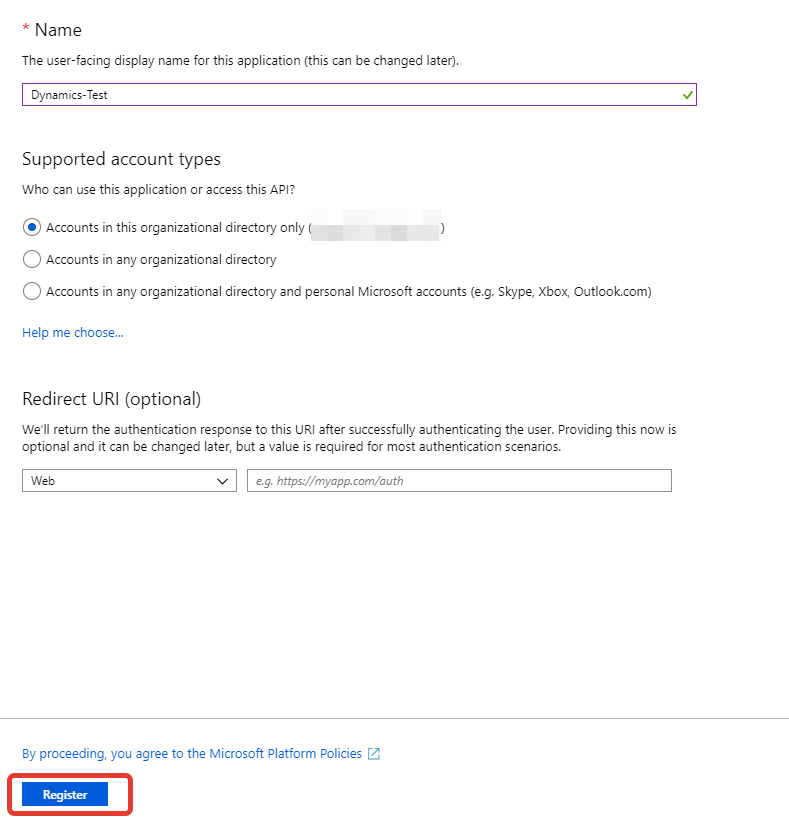 * Name
The user-facing display name for this application (this can be changed later).
Dynamics-Test
Supported account types
Who can use this application or access this API?
Accounts in this organizational directory only ( )
Accounts in any organizational directory
Accounts in any organizational directory and personal Microsoft accounts (e.g. Skype, Xbox, Outlook.com)
Help me choose...
Redirect URI (optional)
We'll return the authentication response to this URI after successfully authenticating the user. Providing this now is
optional and it can be changed later, but a value is required for most authentication scenarios.
Web e.g. https://myapp.com/auth
By proceeding, you agree to the Microsoft Platform Policies
Register